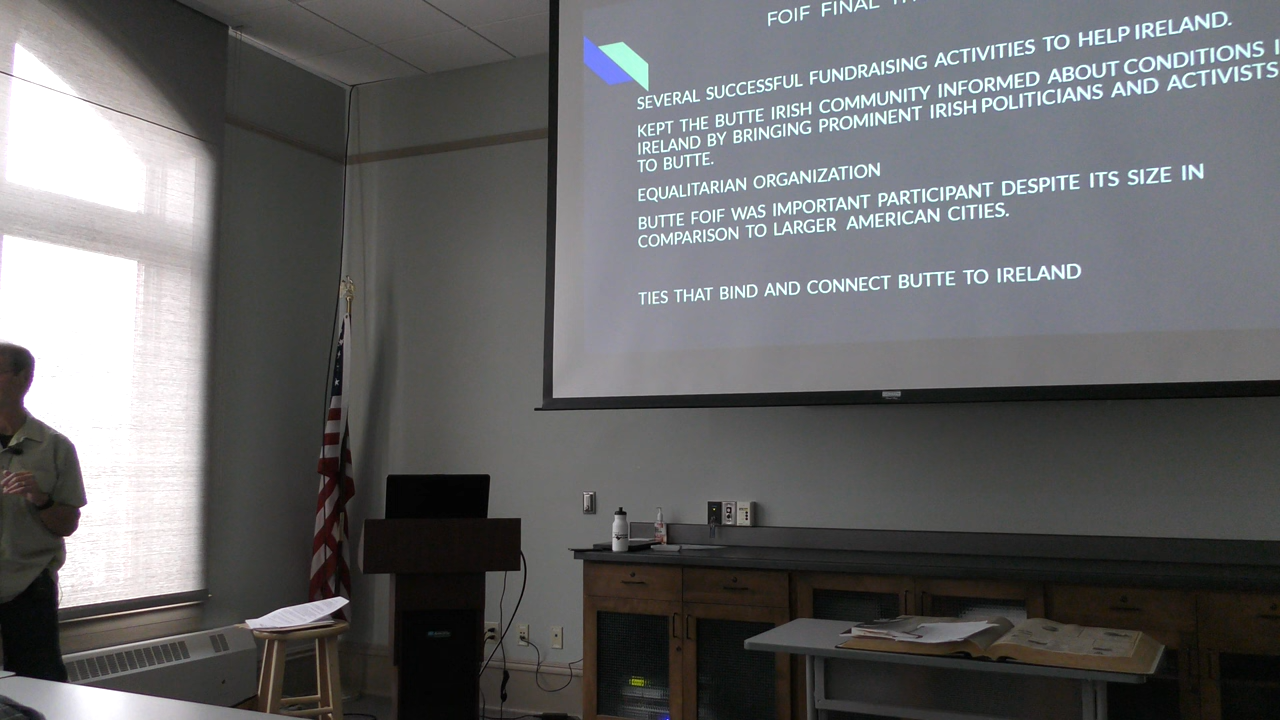 FOIF FINAL
SEVERAL SUCCESSFUL FUNDRAISING ACTIVITIES TO HELP IRELAND.
KEPT THE BUTTE IRISH COMMUNITY INFORMED ABOUT CONDITIONS I
IRELAND BY BRINGING PROMINENT IRISH POLITICIANS AND ACTIVISTS
TO BUTTE.
EQUALITARIAN ORGANIZATION
BUTTE FOIF WAS IMPORTANT PARTICIPANT DESPITE ITS SIZE IN
COMPARISON TO LARGER AMERICAN CITIES.
TIES THAT BIND AND CONNECT BUTTE TO IRELAND